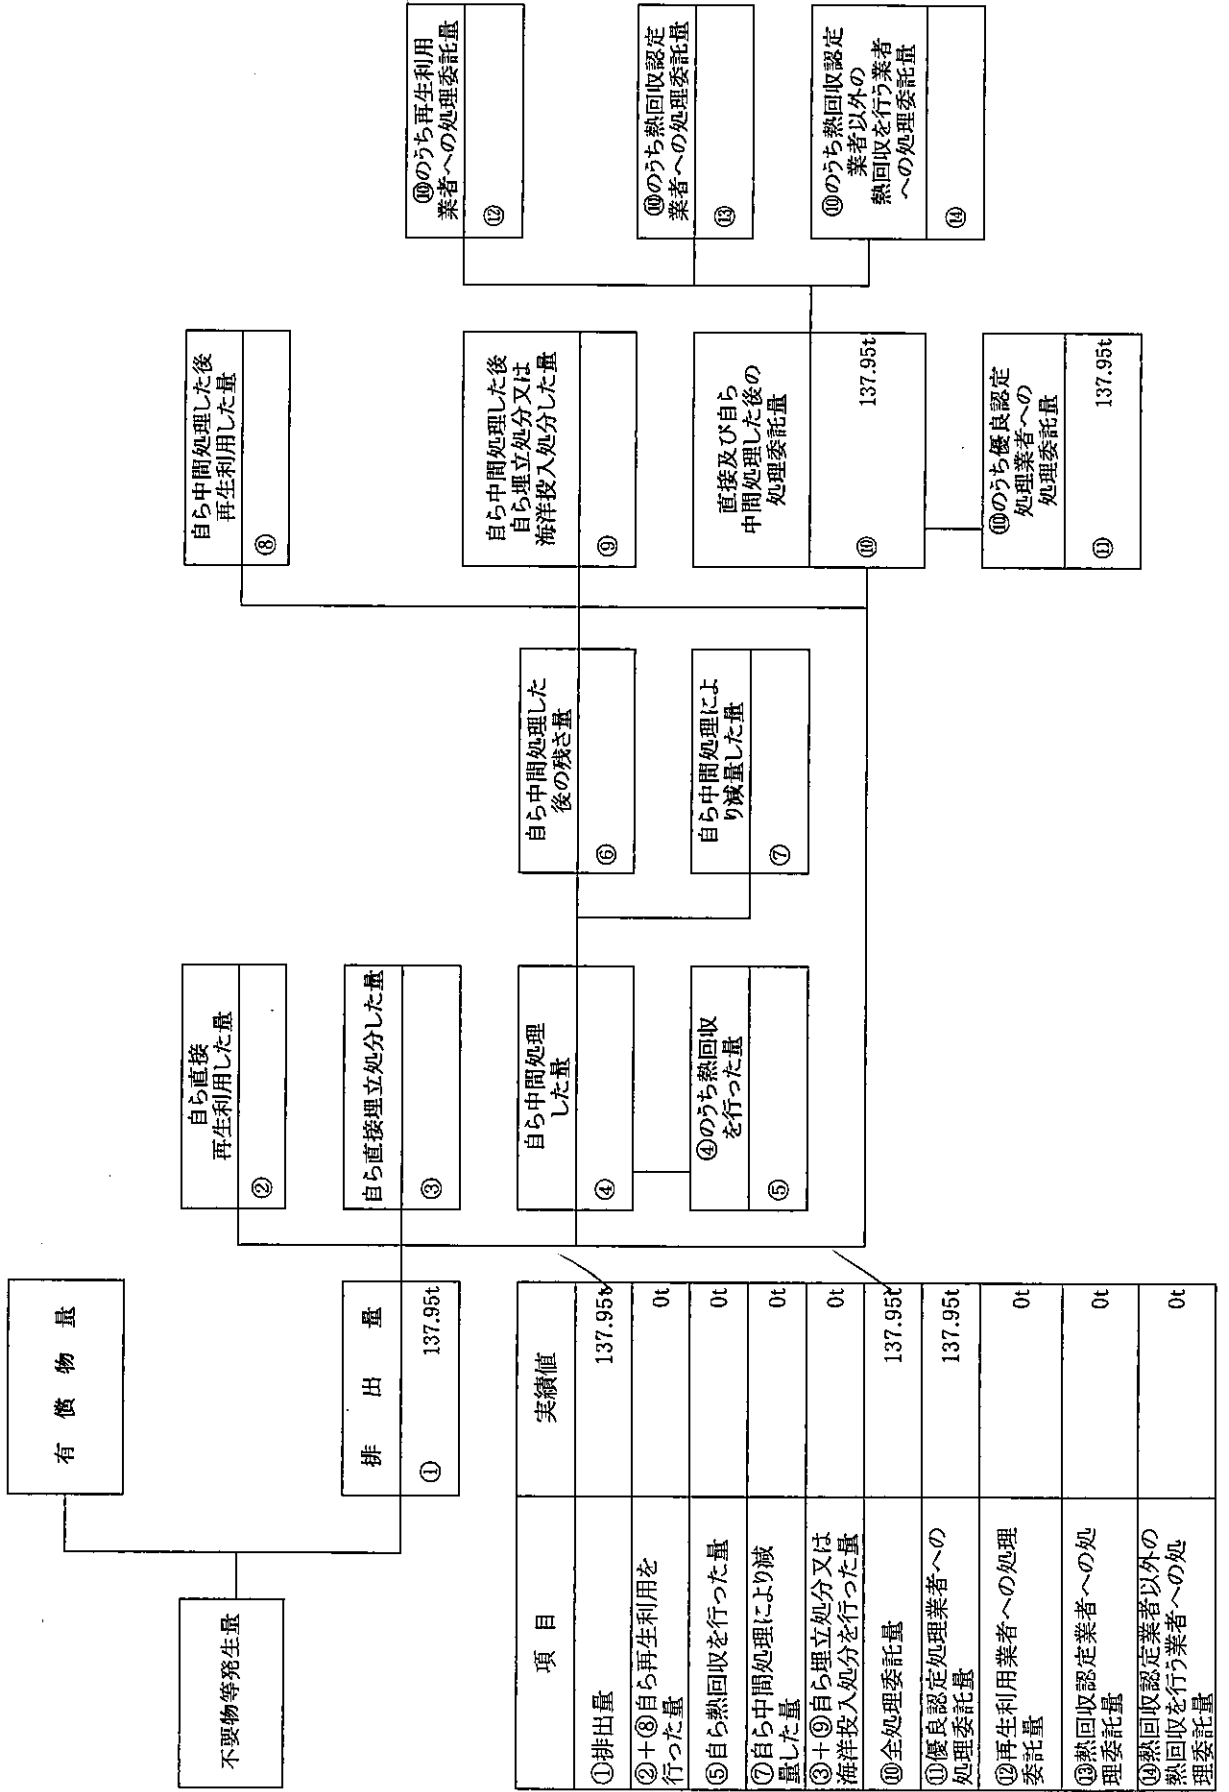 不要物等発生量
有 償 物 量
排 出 量
① 137.95t
自ら直接
再生利用した量
②
自ら直接埋立処分した量
③
自ら中間処理
した量
④
④のうち熱回収
を行った量
⑤
自ら中間処理した
後の残さ量
⑥
自ら中間処理によ
り減量した量
⑦
自ら中間処理した後
再生利用した量
⑧
自ら中間処理した後
自ら埋立処分又は
海洋投入処分した量
⑨
直接及び自ら
中間処理した後の
処理委託量
⑩ 137.95t
⑩のうち優良認定
処理業者への
処理委託量
⑪ 137.95t
⑩のうち再生利用
業者への処理委託量
⑫
⑩のうち熱回収認定
業者への処理委託量
⑬
⑩のうち熱回収認定
業者以外の
熱回収を行う業者
への処理委託量
⑭
項 目 実績値
①排出量 137.95t
②+⑧自ら再生利用を
行った量 0t
⑤自ら熱回収を行った量 0t
⑦自ら中間処理により減
量した量 0t
③+⑨自ら埋立処分又は
海洋投入処分を行った量 0t
⑩全処理委託量 137.95t
⑪優良認定処理業者への
処理委託量 137.95t
⑫再生利用業者への処理
委託量 0t
⑬熱回収認定業者への処
理委託量 0t
⑭熱回収認定業者以外の
熱回収を行う業者への処
理委託量 0t